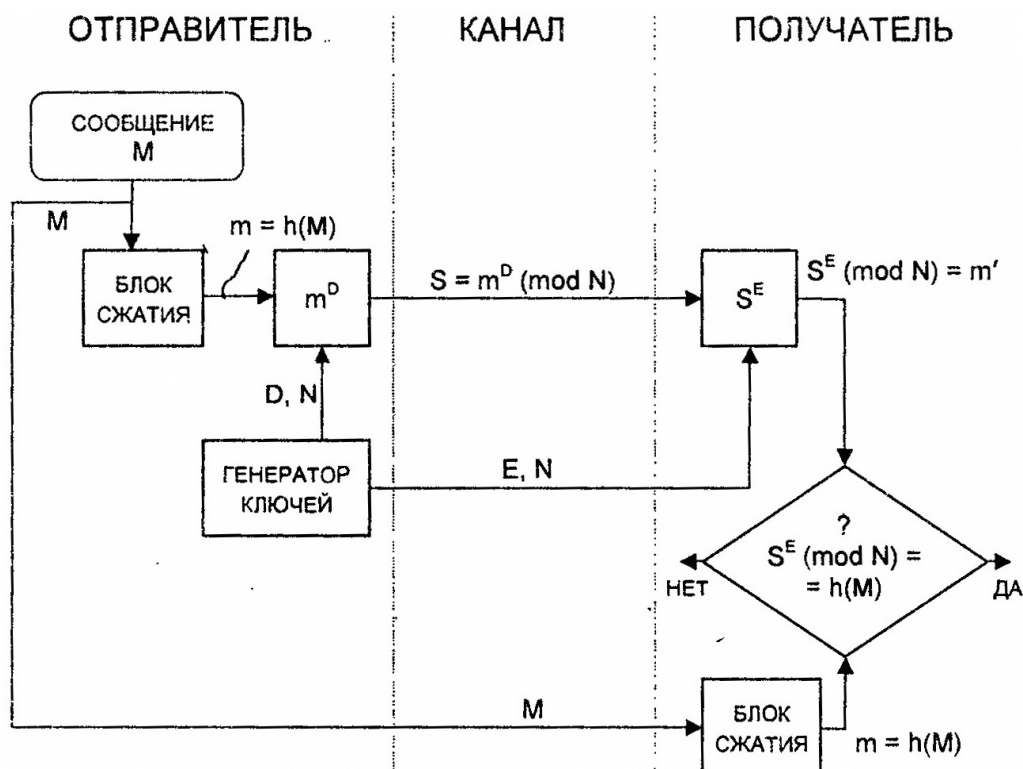 ОТПРАВИТЕЛЬ
КАНАЛ
ПОЛУЧАТЕЛЬ
СООБЩЕНИЕ
M
M
m = h(M)
БЛОК
СЖАТИЯ
m^D
S = m^D (mod N)
S^E
S^E (mod N) = m′
D, N
ГЕНЕРАТОР
КЛЮЧЕЙ
E, N
?
S^E (mod N) =
= h(M)
НЕТ
ДА
M
БЛОК
СЖАТИЯ
m = h(M)